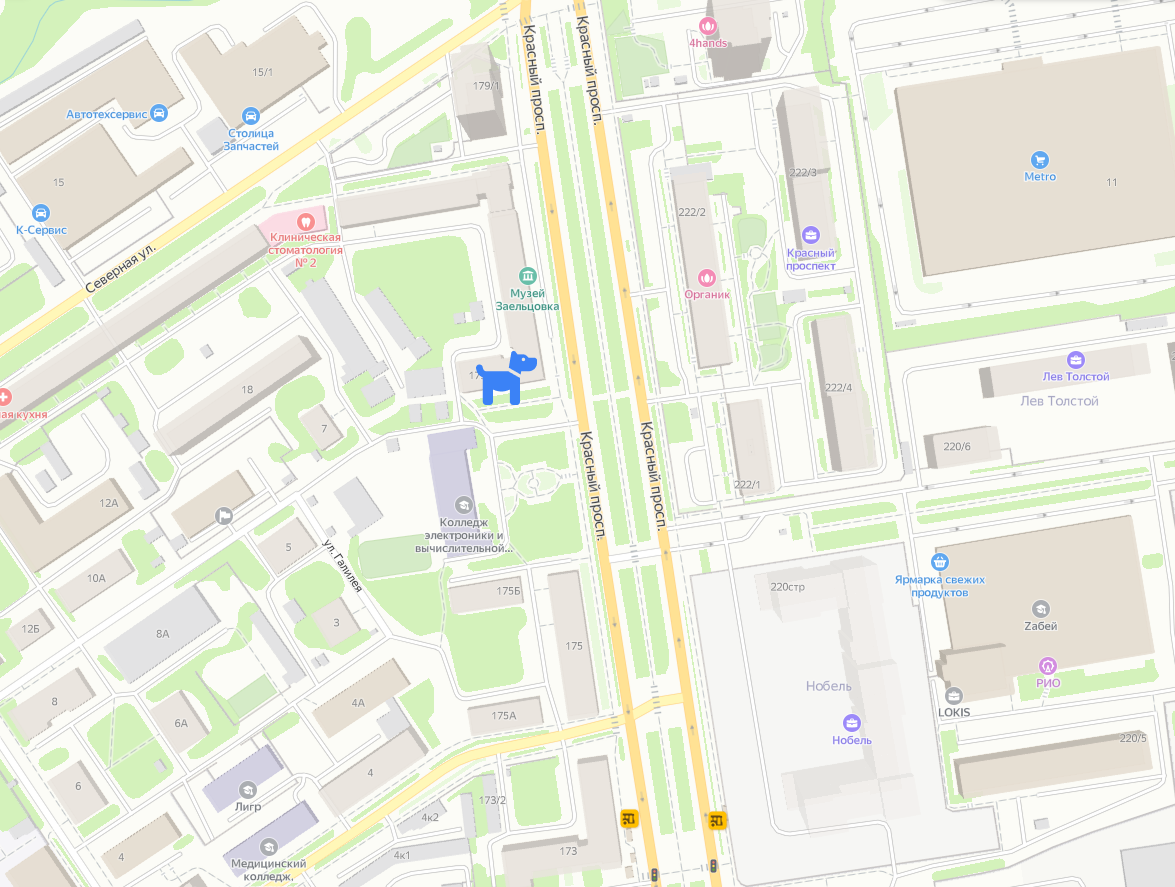 4hands
Красный просп.
Красный просп.
15/1
179/1
Автотехсервис
Столица
Запчастей
Metro
11
15
222/3
К-Сервис
222/2
Клиническая
стоматология
№ 2
Северная ул.
Красный
проспект
Музей
Заельцовка
Органик
Лев Толстой
Лев Толстой
18
222/4
ая кухня
7
220/6
Красный просп.
Красный просп.
222/1
12А
Колледж
электроники и
вычислительной...
5
ул. Галилея
10А
Ярмарка свежих
продуктов
175Б
220стр
3
12Б
8А
Zабей
175
РИО
Нобель
8
4А
LOKIS
6А
175А
Нобель
220/5
4
6
Лигр
173/2
4к2
4
Медицинский
колледж.
4к1
173